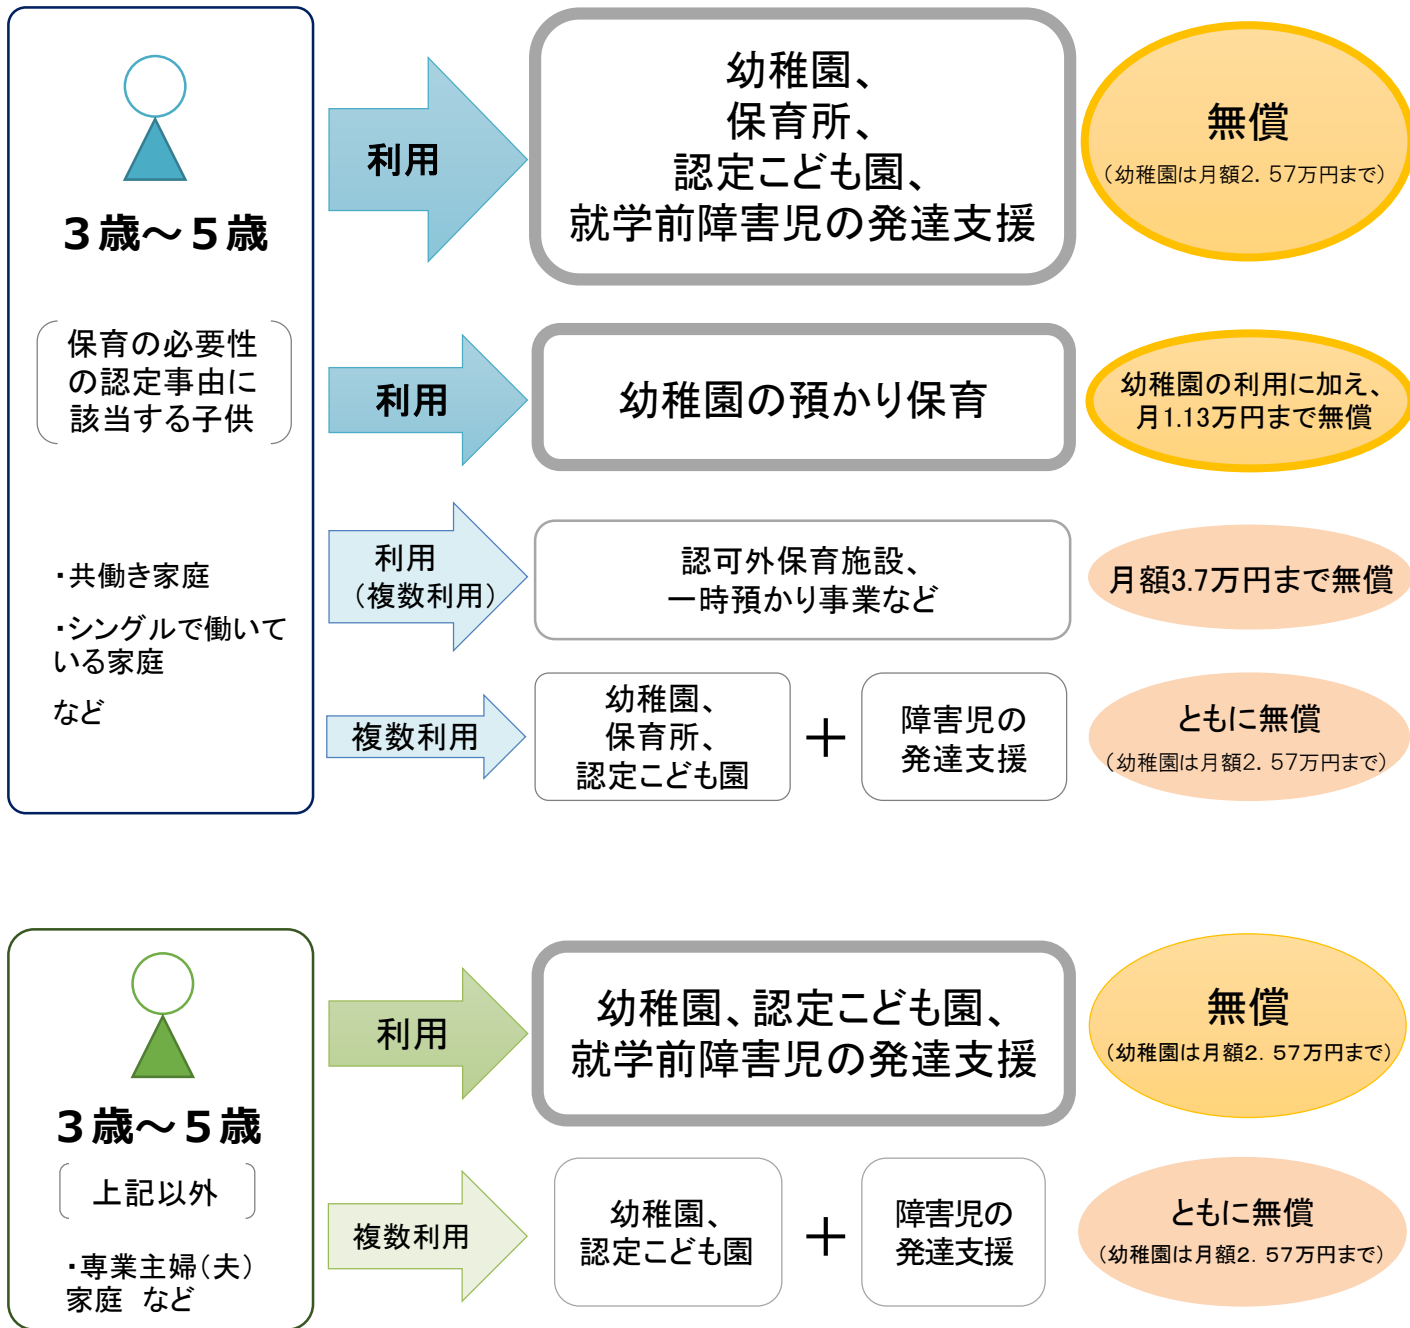 3歳～5歳
保育の必要性
の認定事由に
該当する子供
・共働き家庭
・シングルで働いて
いる家庭
など
利用
幼稚園、
保育所、
認定こども園、
就学前障害児の発達支援
無償
（幼稚園は月額2．57万円まで）
利用
幼稚園の預かり保育
幼稚園の利用に加え、
月1.13万円まで無償
利用
（複数利用）
認可外保育施設、
一時預かり事業など
月額3.7万円まで無償
複数利用
幼稚園、
保育所、
認定こども園
＋
障害児の
発達支援
ともに無償
（幼稚園は月額2．57万円まで）
3歳～5歳
上記以外
・専業主婦（夫）
家庭　など
利用
幼稚園、認定こども園、
就学前障害児の発達支援
無償
（幼稚園は月額2．57万円まで）
複数利用
幼稚園、
認定こども園
＋
障害児の
発達支援
ともに無償
（幼稚園は月額2．57万円まで）